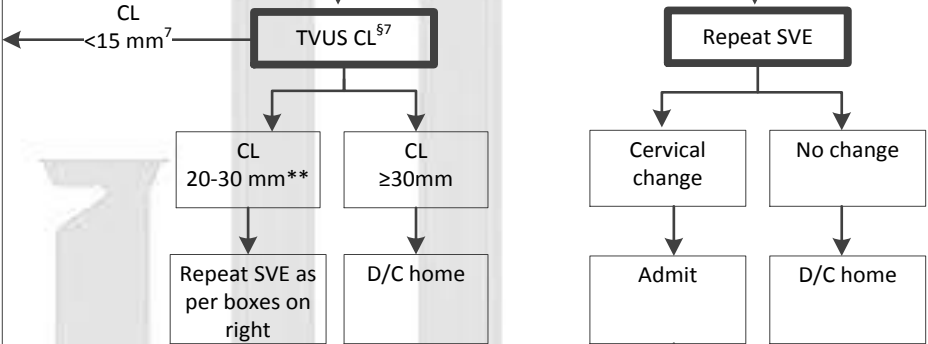 CL
<15 mm⁷
TVUS CL§⁷
CL
20-30 mm**
CL
≥30mm
Repeat SVE as
per boxes on
right
D/C home
Repeat SVE
Cervical
change
No change
Admit
D/C home